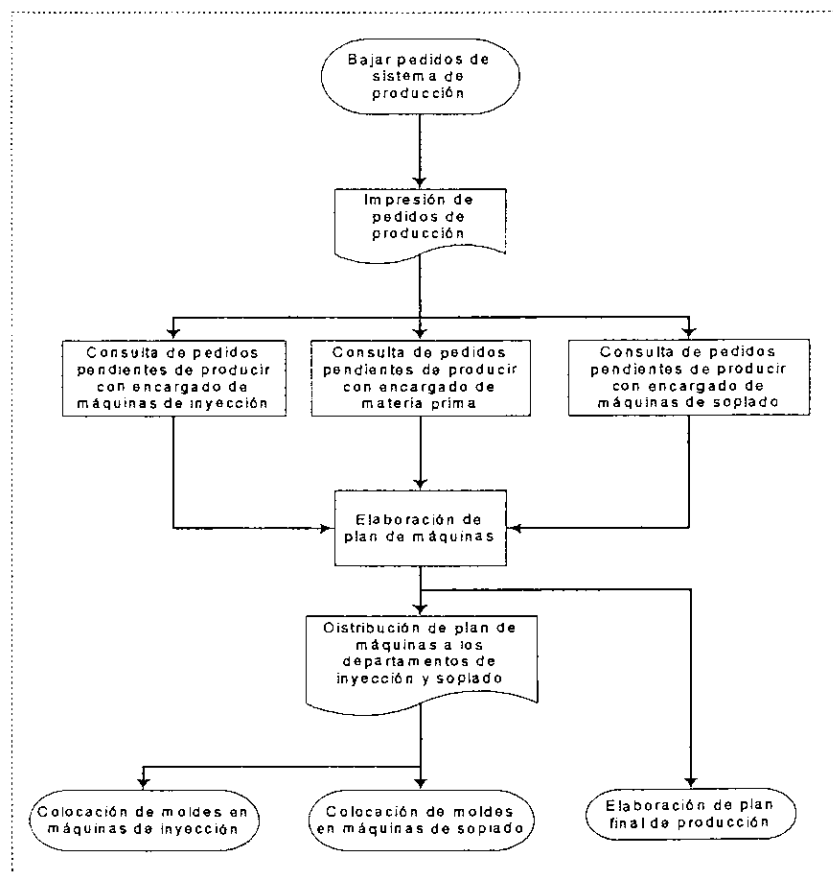 Bajar pedidos de
sistema de
producción
Impresión de
pedidos de
producción
Consulta de pedidos
pendientes de producir
con encargado de
máquinas de inyección
Consulta de pedidos
pendientes de producir
con encargado de
materia prima
Consulta de pedidos
pendientes de producir
con encargado de
máquinas de soplado
Elaboración de
plan de máquinas
Distribución de plan de
máquinas a los
departamentos de
inyección y soplado
Colocación de moldes en
máquinas de inyección
Colocación de moldes
en máquinas de soplado
Elaboración de plan
final de producción